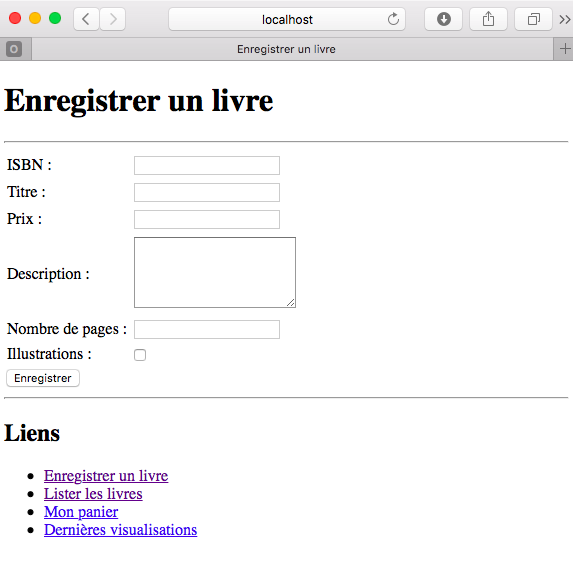 localhost
O
Enregistrer un livre
Enregistrer un livre
ISBN :
Titre :
Prix :
Description :
Nombre de pages :
Illustrations :
Enregistrer
Liens
Enregistrer un livre
Lister les livres
Mon panier
Dernières visualisations